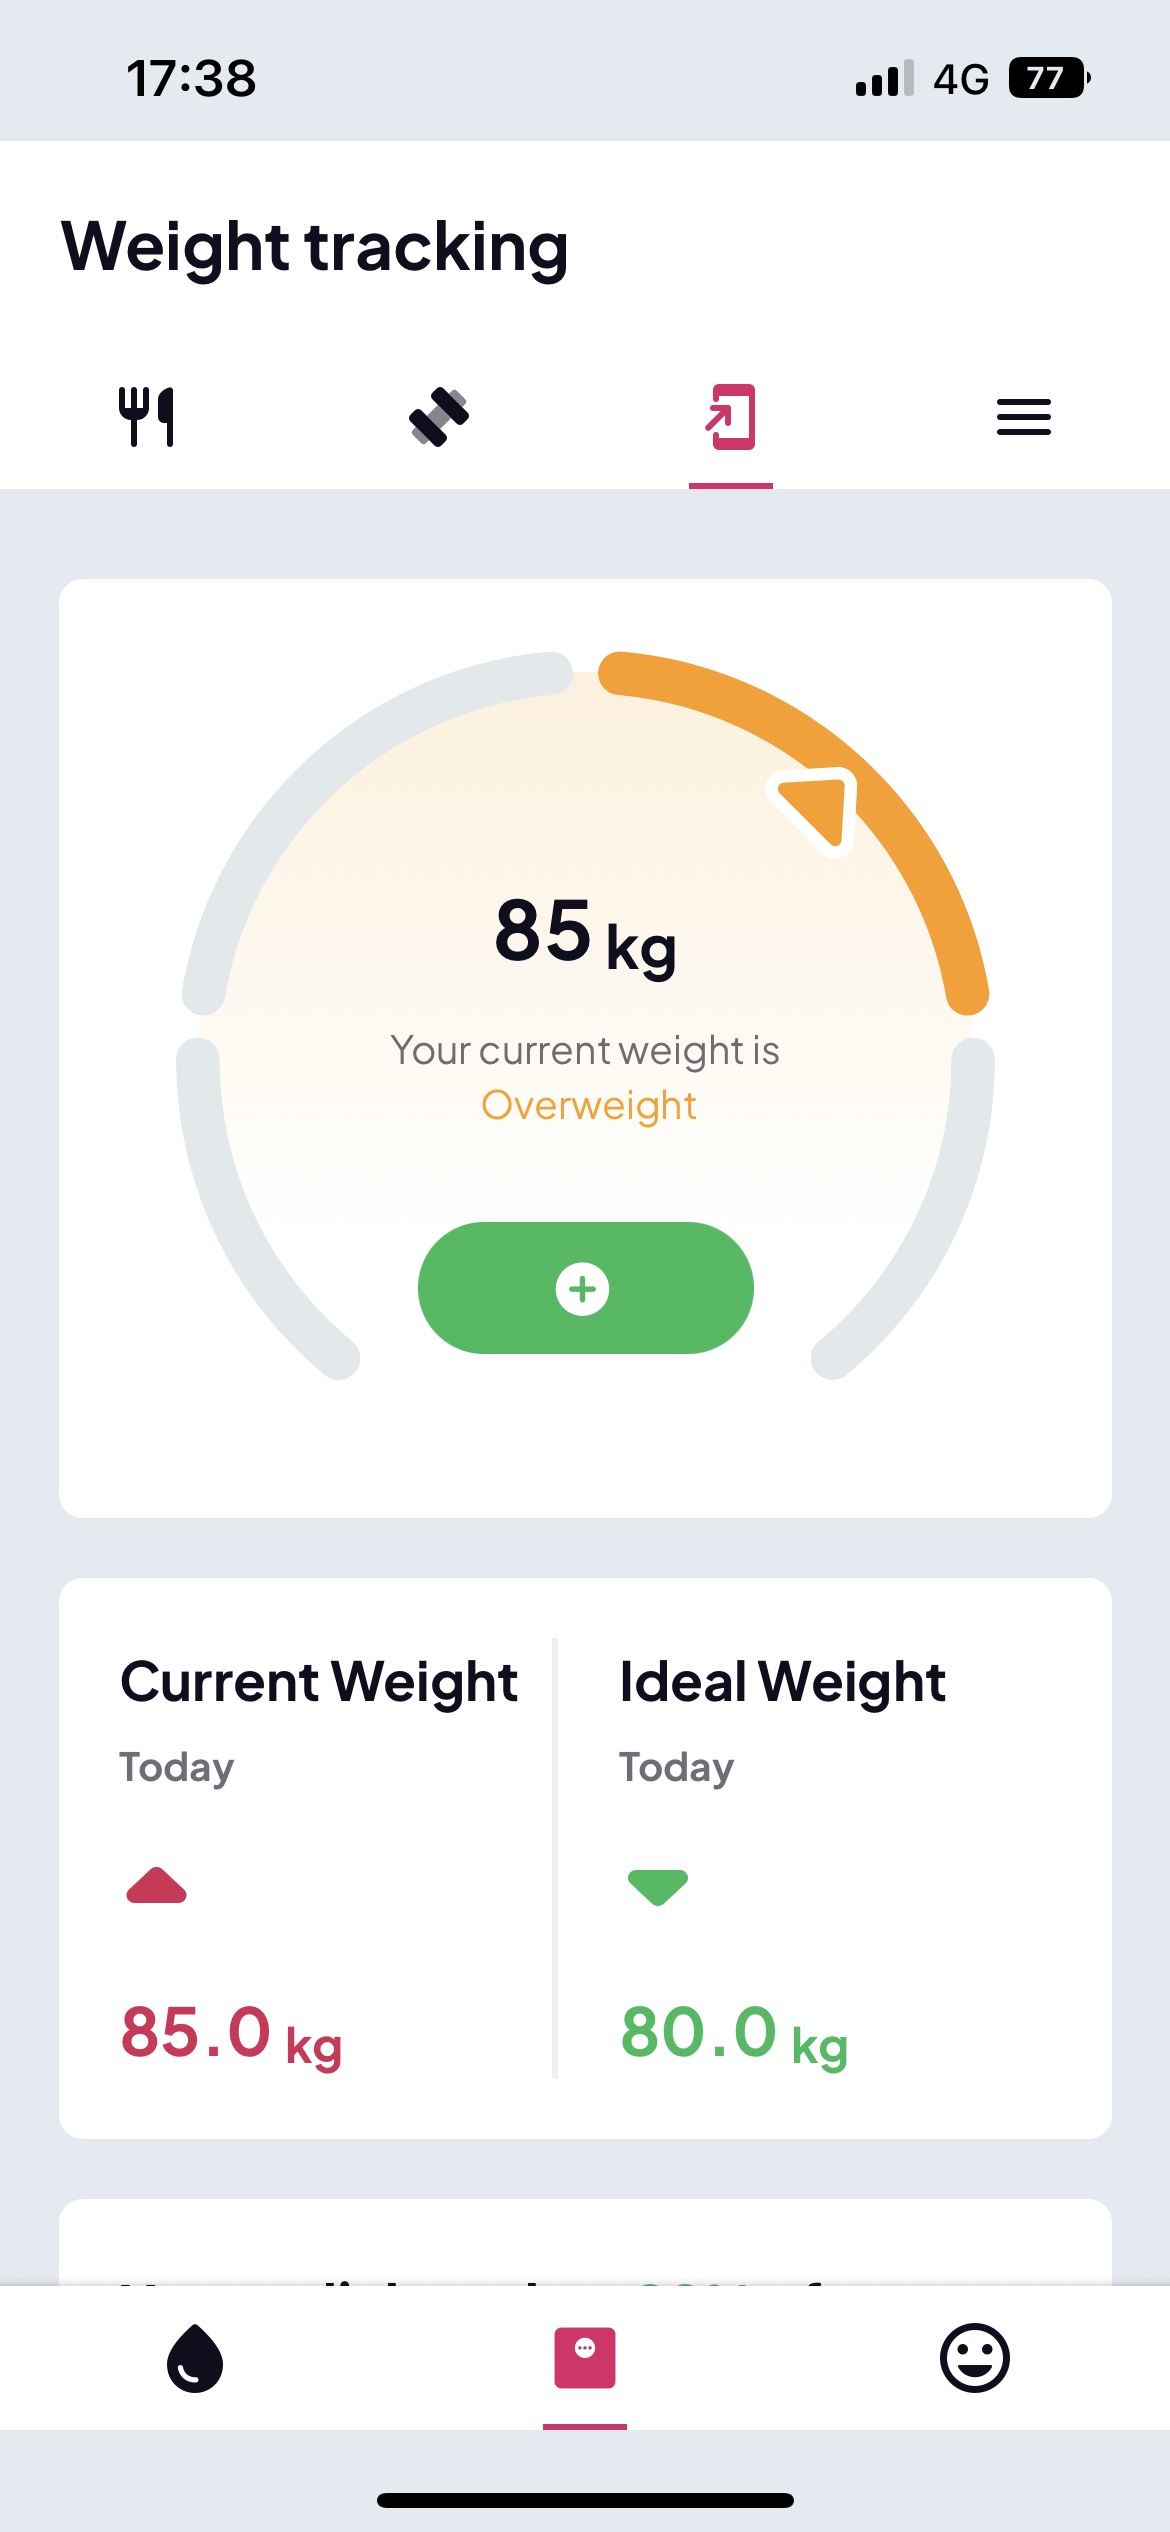 17:38
4G
77
Weight tracking
85 kg
Your current weight is
Overweight
Current Weight
Today
85.0 kg
Ideal Weight
Today
80.0 kg